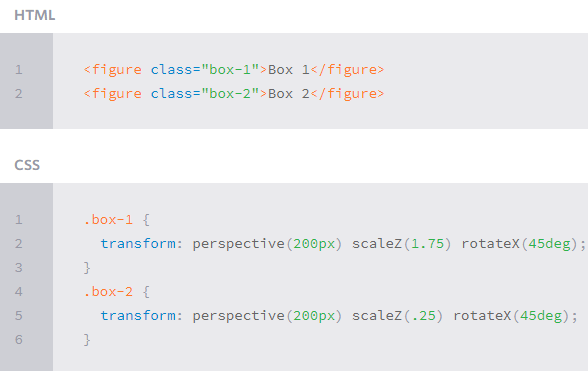 HTML
1 <figure class="box-1">Box 1</figure>
2 <figure class="box-2">Box 2</figure>
CSS
1 .box-1 {
2 transform: perspective(200px) scaleZ(1.75) rotateX(45deg);
3 }
4 .box-2 {
5 transform: perspective(200px) scaleZ(.25) rotateX(45deg);
6 }